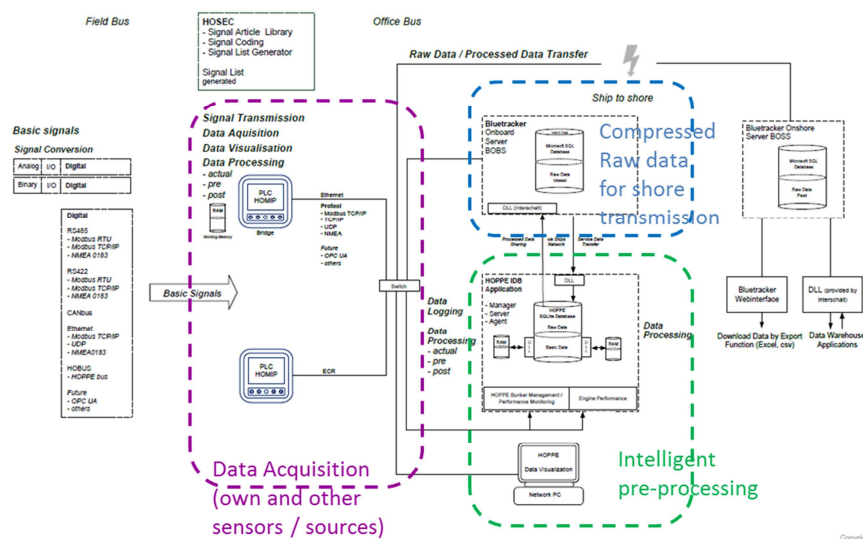 Field Bus
HOSEC
- Signal Article Library
- Signal Coding
- Signal List Generator
Signal List
generated
Office Bus
Raw Data / Processed Data Transfer
Ship to shore
Basic signals
Signal Conversion
Analog I/O Digital
Binary I/O Digital
Digital
RS485
- Modbus RTU
- Modbus TCP/IP
- NMEA 0183
RS422
- Modbus RTU
- Modbus TCP/IP
- NMEA 0183
CANbus
Ethernet
- Modbus TCP/IP
- UDP
- NMEA0183
HOBUS
- HOPPE bus
Future
- OPC UA
- others
Basic Signals
Signal Transmission
Data Aquisition
Data Visualisation
Data Processing
- actual
- pre
- post
RAM
Working Memory
PLC
HOMIP
Bridge
Ethernet
Protool
- Modbus TCP/IP
- TCP/IP
- UDP
- NMEA
Future
- OPC UA
- others
PLC
HOMIP
ECR
Switch
Data Acquisition
(own and other
sensors / sources)
Data
Logging
Data
Processing
- actual
- pre
- post
Bluetracker
Onboard
Server
BOBS
Microsoft SQL
Database
Raw Data
Vessel
DLL (Interschalt)
Compressed
Raw data
for shore
transmission
Processed Data
Sharing
via Ships
Network
Service Data
Transfer
HOPPE IDB
Application
- Manager
- Server
- Agent
DLL
HOPPE
SQLite Database
Raw Data
Basic Data
RAM
DLL
DLL
RAM
Data
Processing
HOPPE Bunker Management /
Performance Monitoring
Engine Performance
HOPPE
Data Visualization
Network PC
Intelligent
pre-processing
Bluetracker Onshore
Server BOSS
Microsoft SQL
Database
Raw Data
Fleet
Bluetracker
Webinterface
DLL (provided by
Interschalt)
Download Data by Export
Function (Excel, csv)
Data Warehouse
Applications